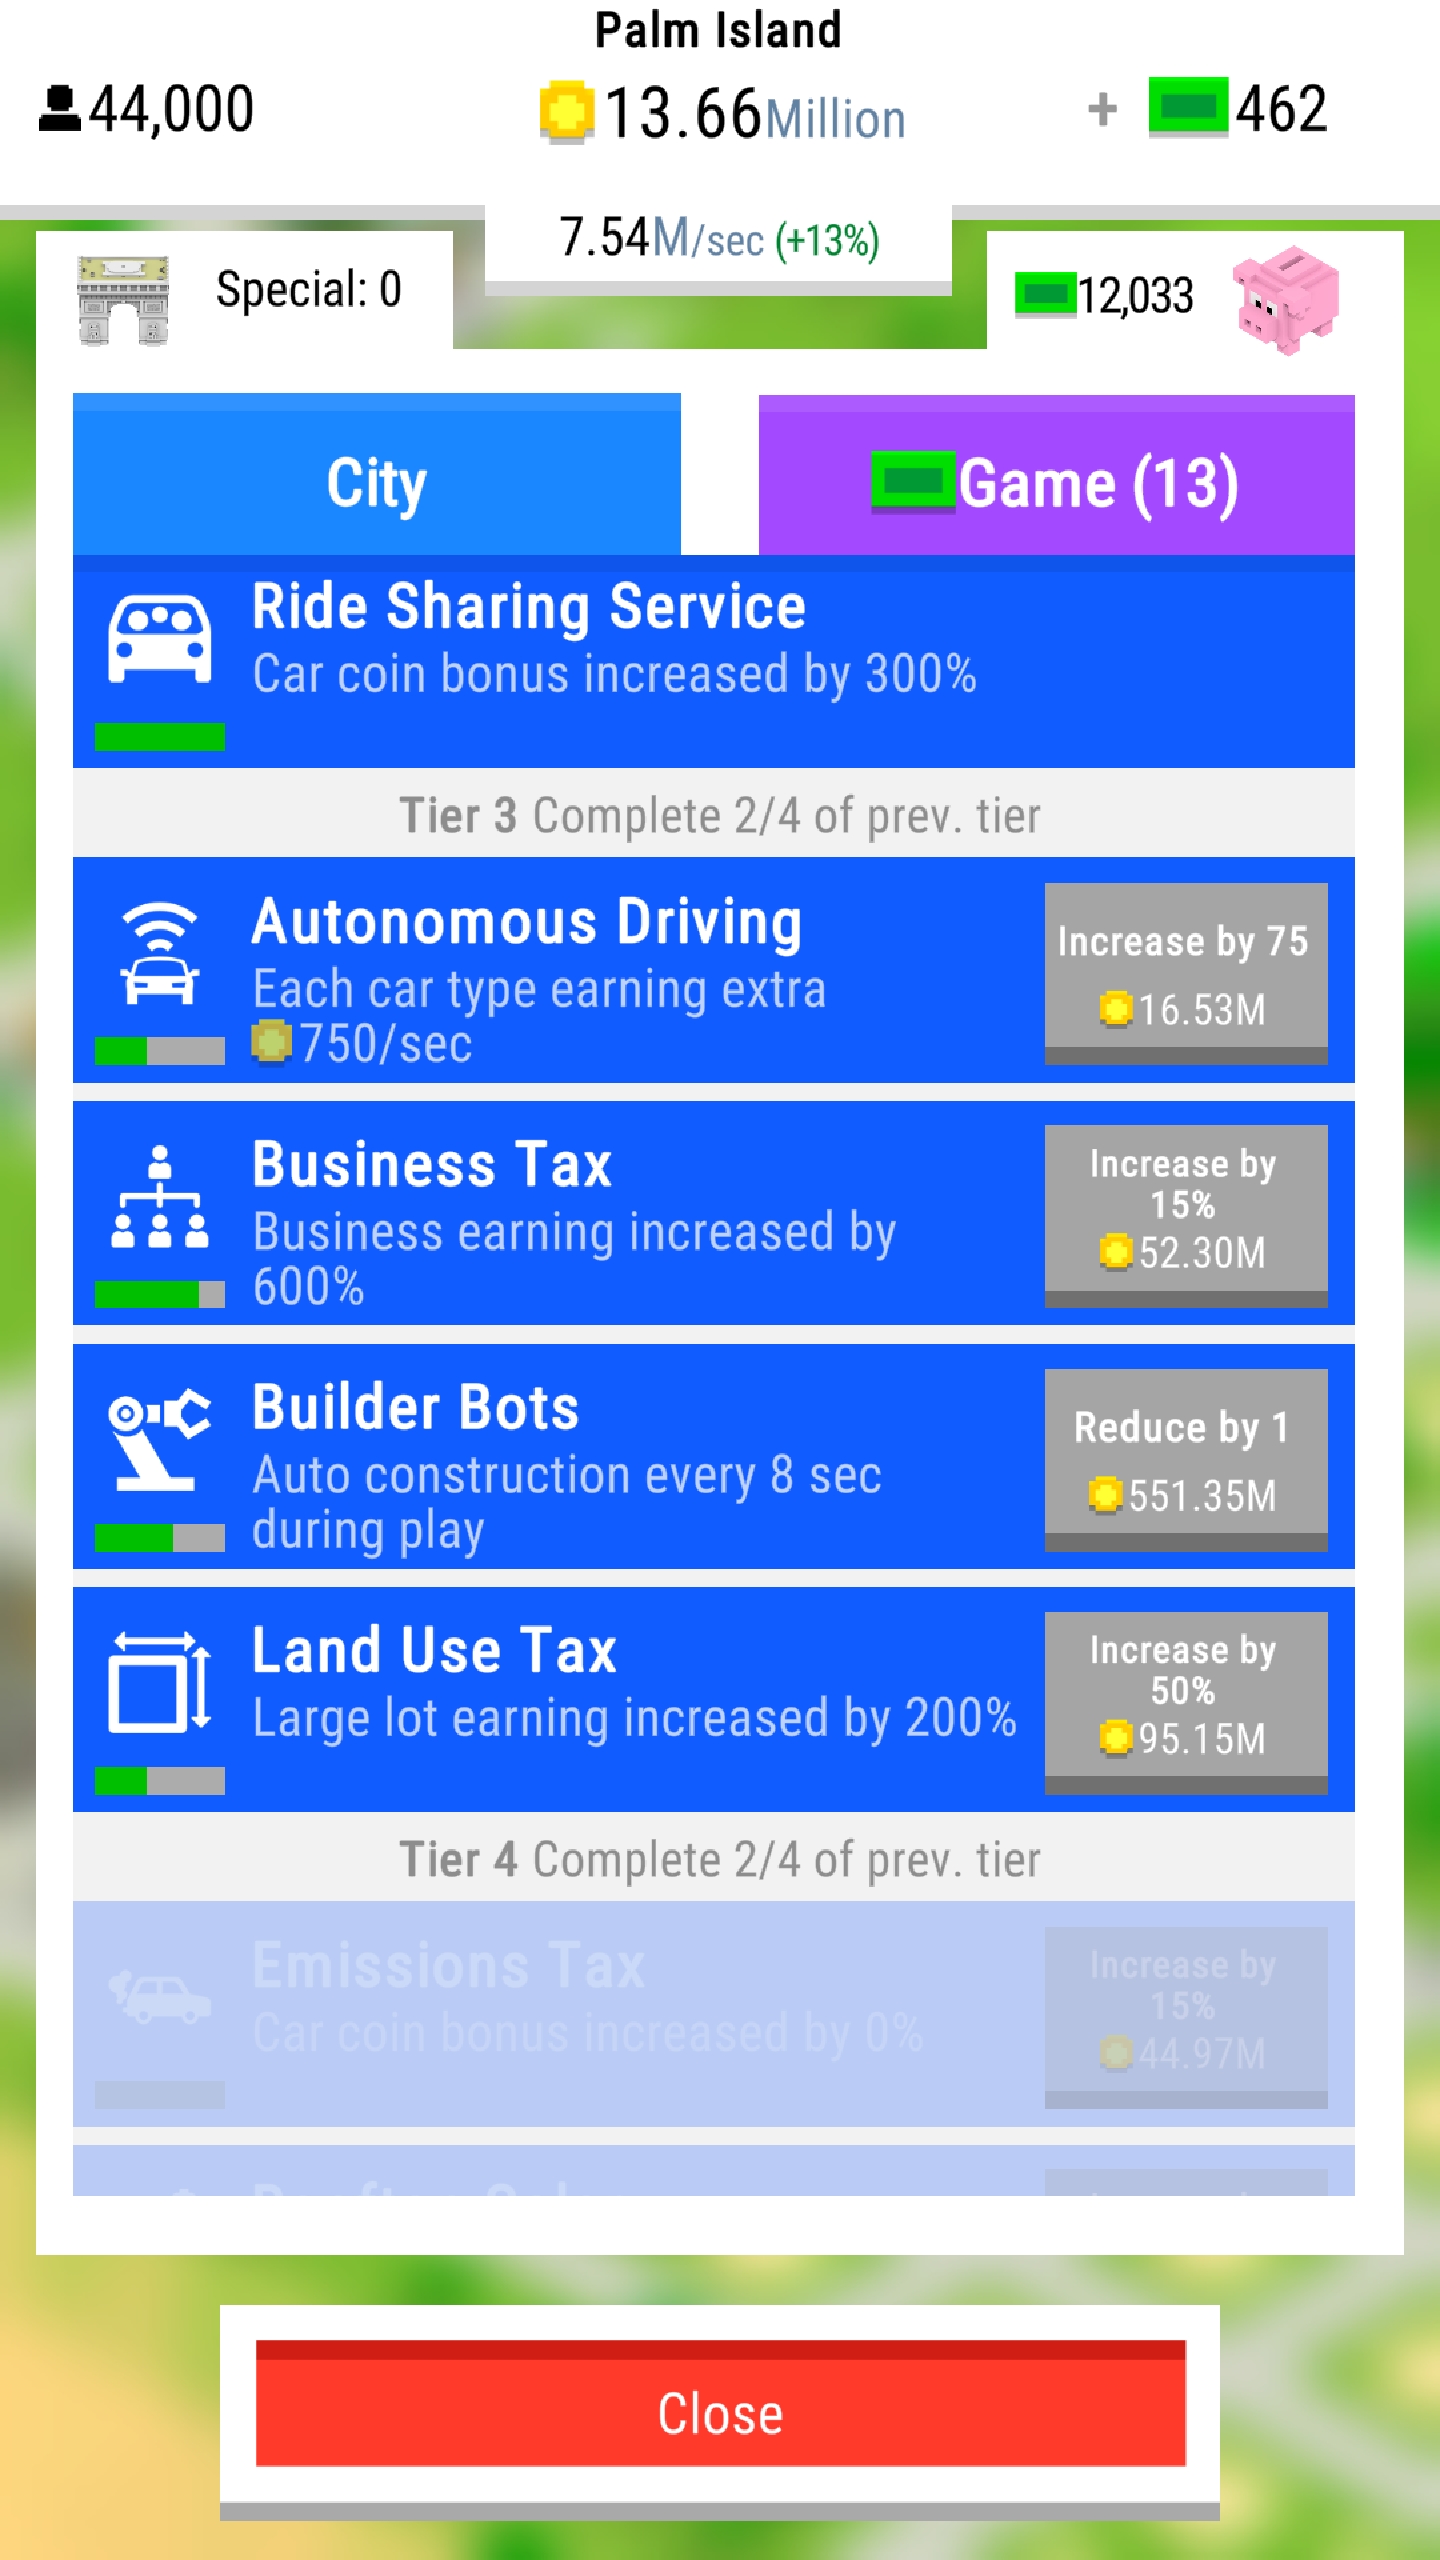 Palm Island
44,000
13.66Million
+ 462
7.54M/sec (+13%)
Special: 0
12,033
City
Game (13)
Ride Sharing Service
Car coin bonus increased by 300%
Tier 3 Complete 2/4 of prev. tier
Autonomous Driving
Each car type earning extra
750/sec
Increase by 75
16.53M
Business Tax
Business earning increased by
600%
Increase by
15%
52.30M
Builder Bots
Auto construction every 8 sec
during play
Reduce by 1
551.35M
Land Use Tax
Large lot earning increased by 200%
Increase by
50%
95.15M
Tier 4 Complete 2/4 of prev. tier
Emissions Tax
Car coin bonus increased by 0%
Increase by
15%
44.97M
Close